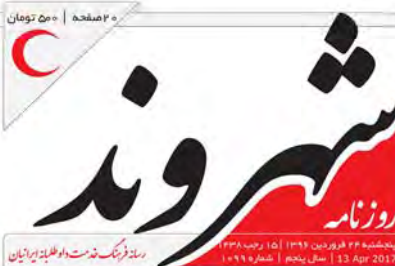 ۲۰ صفحه | ۵۰۰ تومان
شهروند
روزنامه
پنجشنبه ۲۴ فروردین ۱۳۹۶ | ۱۵ رجب ۱۴۳۸
13 Apr 2017 | سال پنجم | شماره ۱۰۹۹
رسانه فرهنگ خدمت داوطلبانه ایرانیان